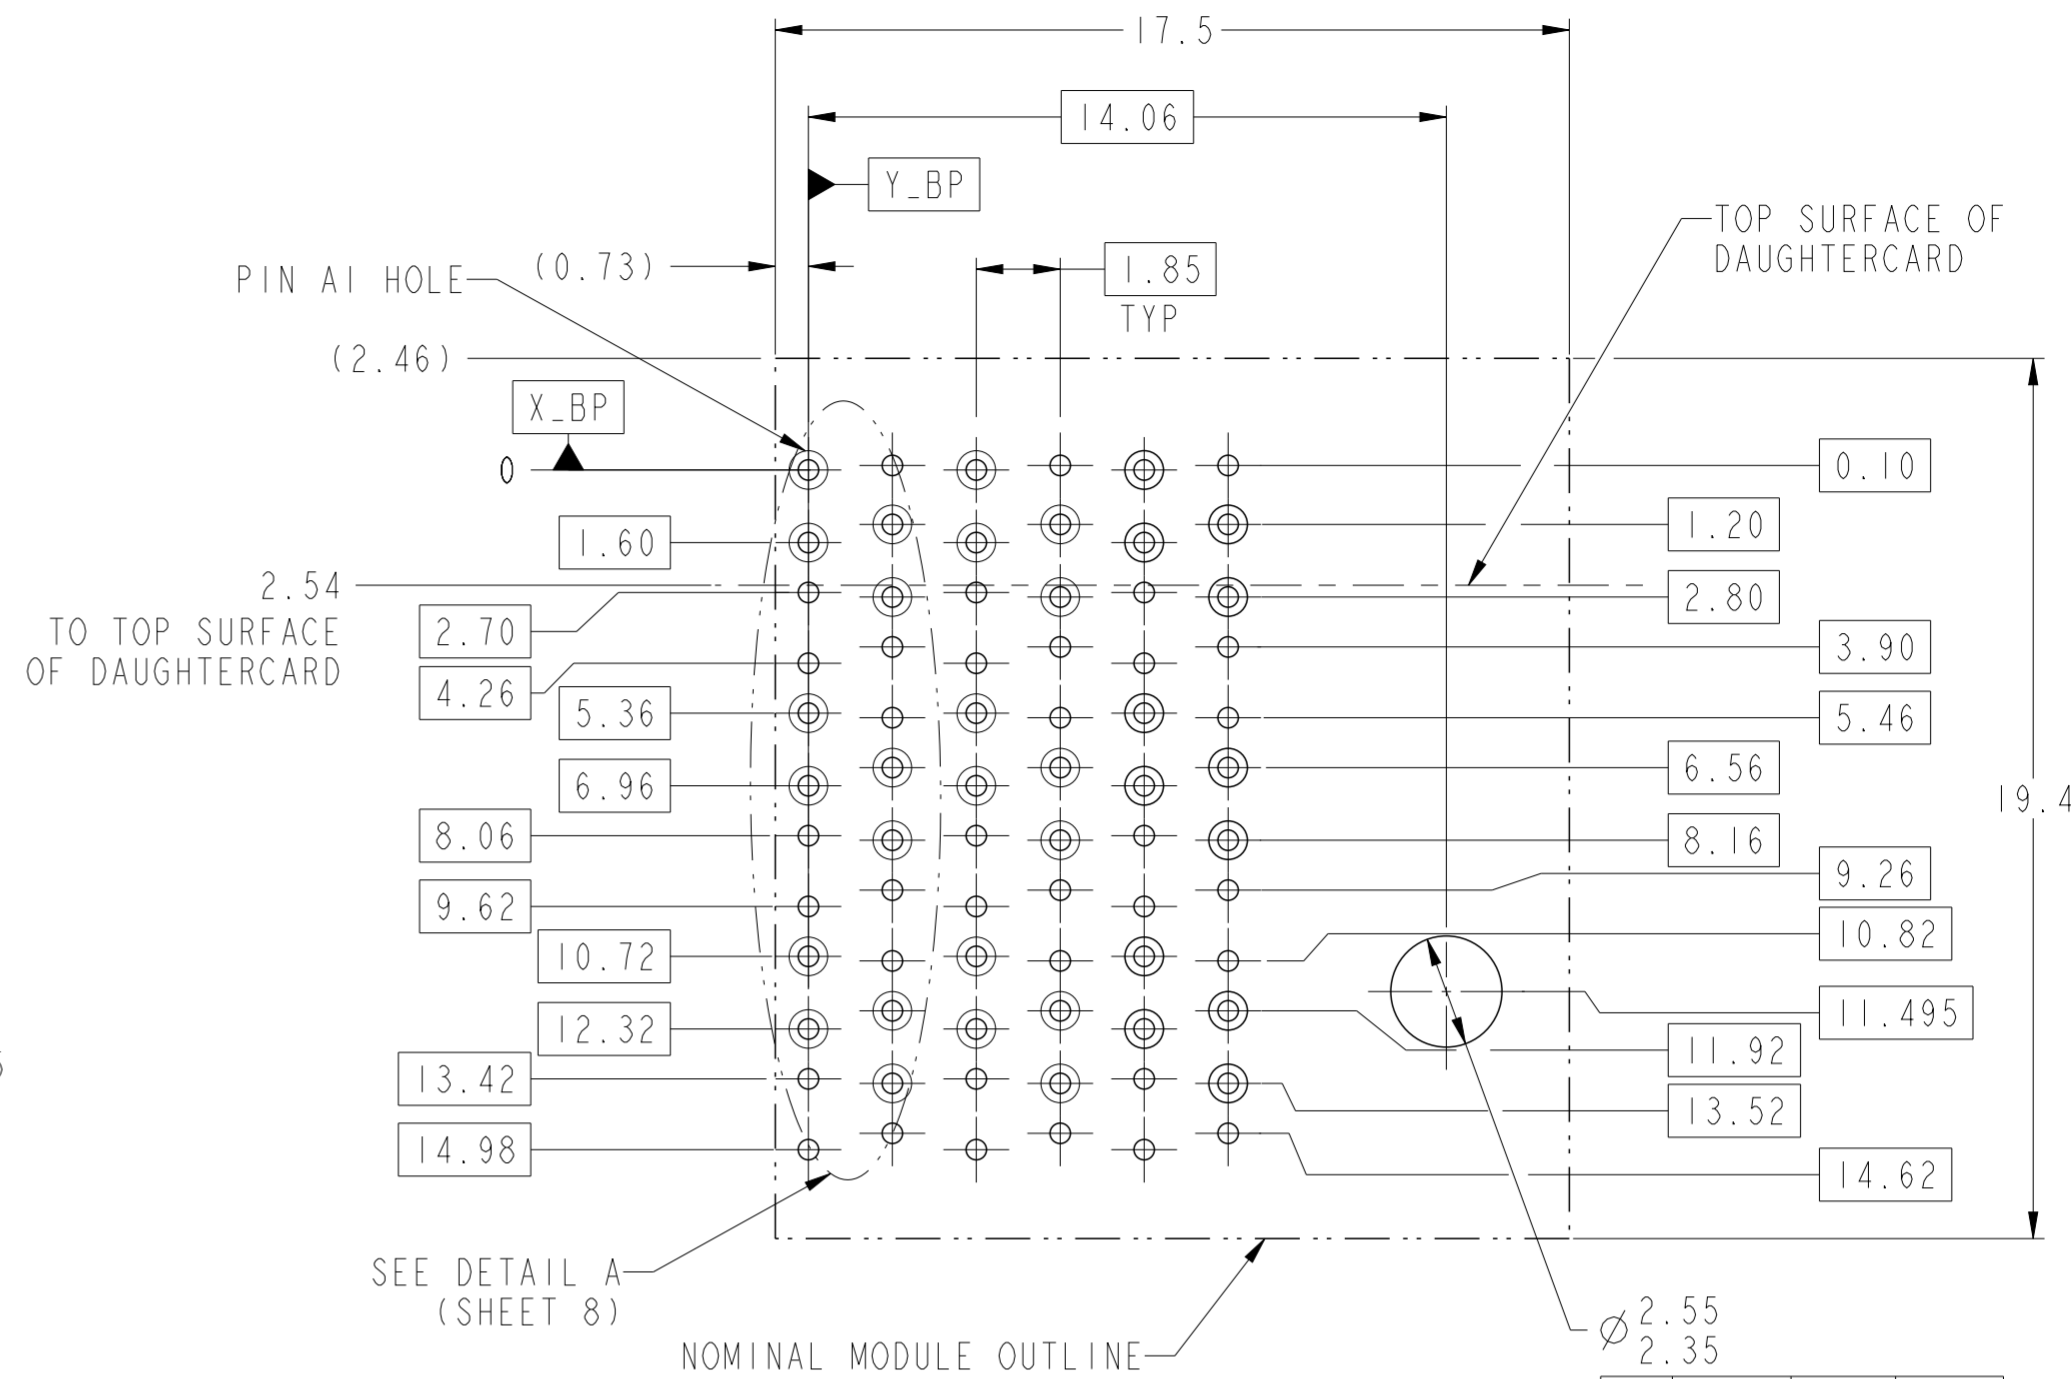 17.5
14.06
Y_BP
TOP SURFACE OF
DAUGHTERCARD
PIN A1 HOLE
(0.73)
1.85
TYP
(2.46)
X_BP
0
0.10
1.60
1.20
2.54
TO TOP SURFACE
OF DAUGHTERCARD
2.70
2.80
4.26
3.90
5.36
5.46
6.96
6.56
19.4
8.06
8.16
9.62
9.26
10.72
10.82
12.32
11.495
13.42
11.92
14.98
13.52
14.62
SEE DETAIL A
(SHEET 8)
NOMINAL MODULE OUTLINE
Ø 2.55
2.35